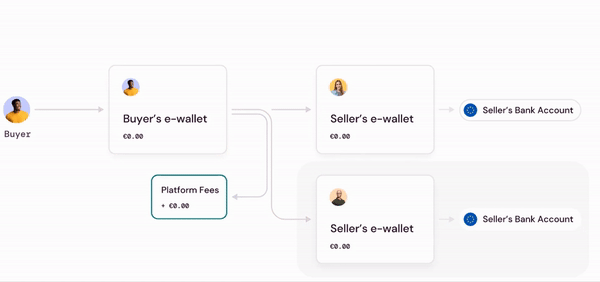 Buyer
Buyer's e-wallet
€0.00
Platform Fees
+ €0.00
Seller's e-wallet
€0.00
Seller's Bank Account
Seller's e-wallet
€0.00
Seller's Bank Account